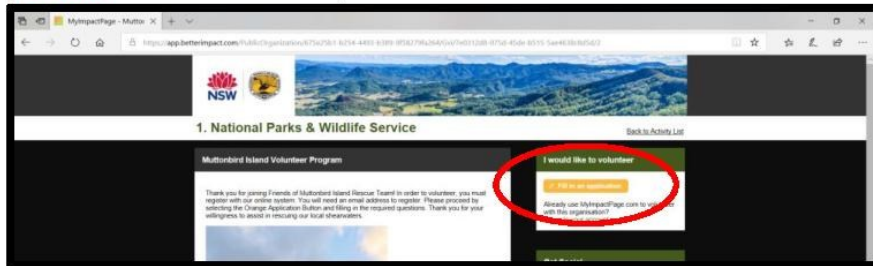 MyImpactPage - Mutton
https://app.betterimpact.com/PublicOrganization/
NSW
1. National Parks & Wildlife Service
Back to Activity List
Muttonbird Island Volunteer Program
I would like to volunteer
Thank you for joining Friends of Muttonbird Island Rescue Team! In order to volunteer, you must
register with our online system. You will need an email address to register. Please proceed by
selecting the Orange Application Button and filling in the required questions. Thank you for your
willingness to assist in rescuing our local shearwaters.
Fill in an application
Already use MyImpactPage.com to volunteer
with this organisation?